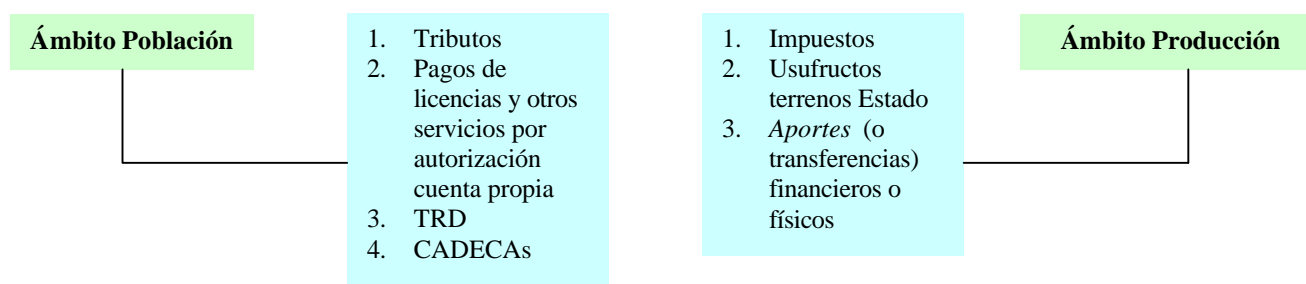 Ámbito Población
1. Tributos
2. Pagos de
licencias y otros
servicios por
autorización
cuenta propia
3. TRD
4. CADECAs
1. Impuestos
2. Usufructos
terrenos Estado
3. Aportes (o
transferencias)
financieros o
físicos
Ámbito Producción